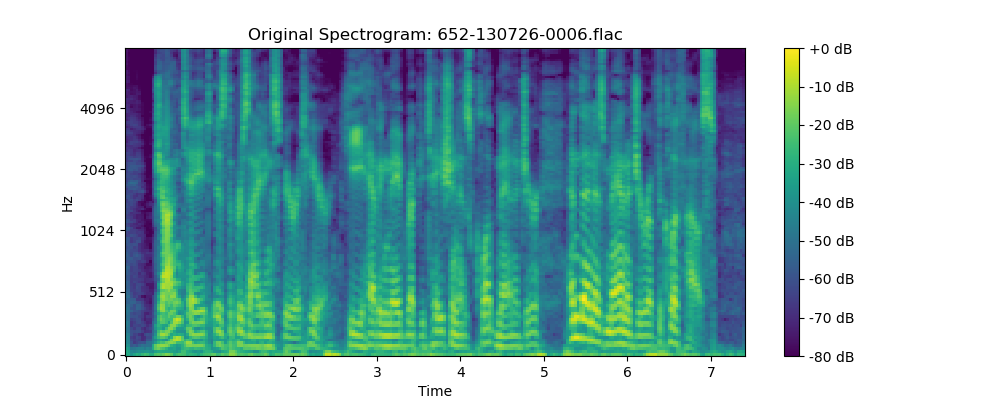 Original Spectrogram: 652-130726-0006.flac
Hz
4096
2048
1024
512
0
0 1 2 3 4 5 6 7
Time
+0 dB
-10 dB
-20 dB
-30 dB
-40 dB
-50 dB
-60 dB
-70 dB
-80 dB